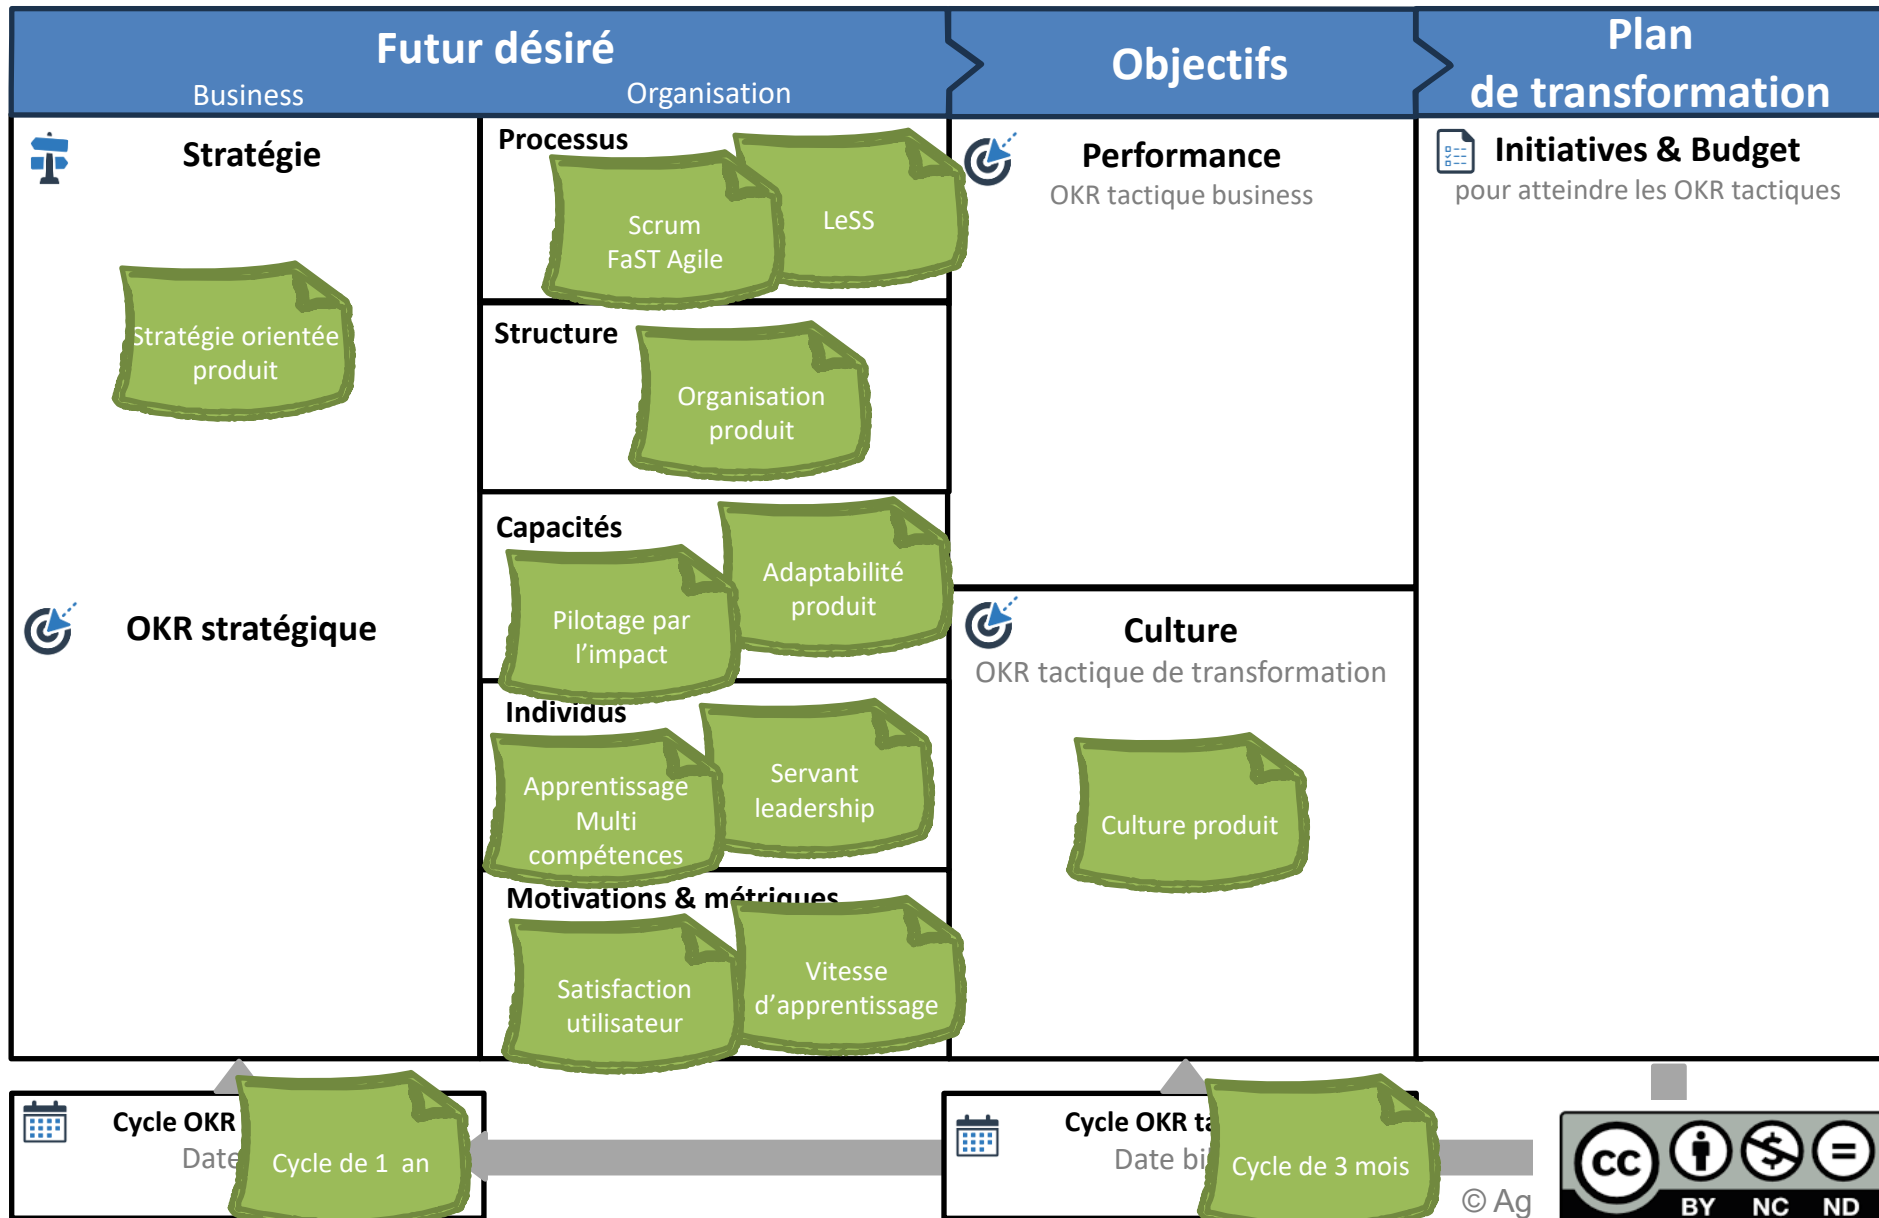 Futur désiré
Business
Organisation
Objectifs
Plan
de transformation
Stratégie
Stratégie orientée
produit
OKR stratégique
Processus
Scrum
FaST Agile
LeSS
Structure
Organisation
produit
Capacités
Pilotage par
l’impact
Adaptabilité
produit
Individus
Apprentissage
Multi
compétences
Servant
leadership
Motivations & métriques
Satisfaction
utilisateur
Vitesse
d’apprentissage
Performance
OKR tactique business
Culture
OKR tactique de transformation
Culture produit
Initiatives & Budget
pour atteindre les OKR tactiques
Cycle OKR
Date
Cycle de 1 an
Cycle OKR ta
Date bi
Cycle de 3 mois
© Ag
CC
BY NC ND